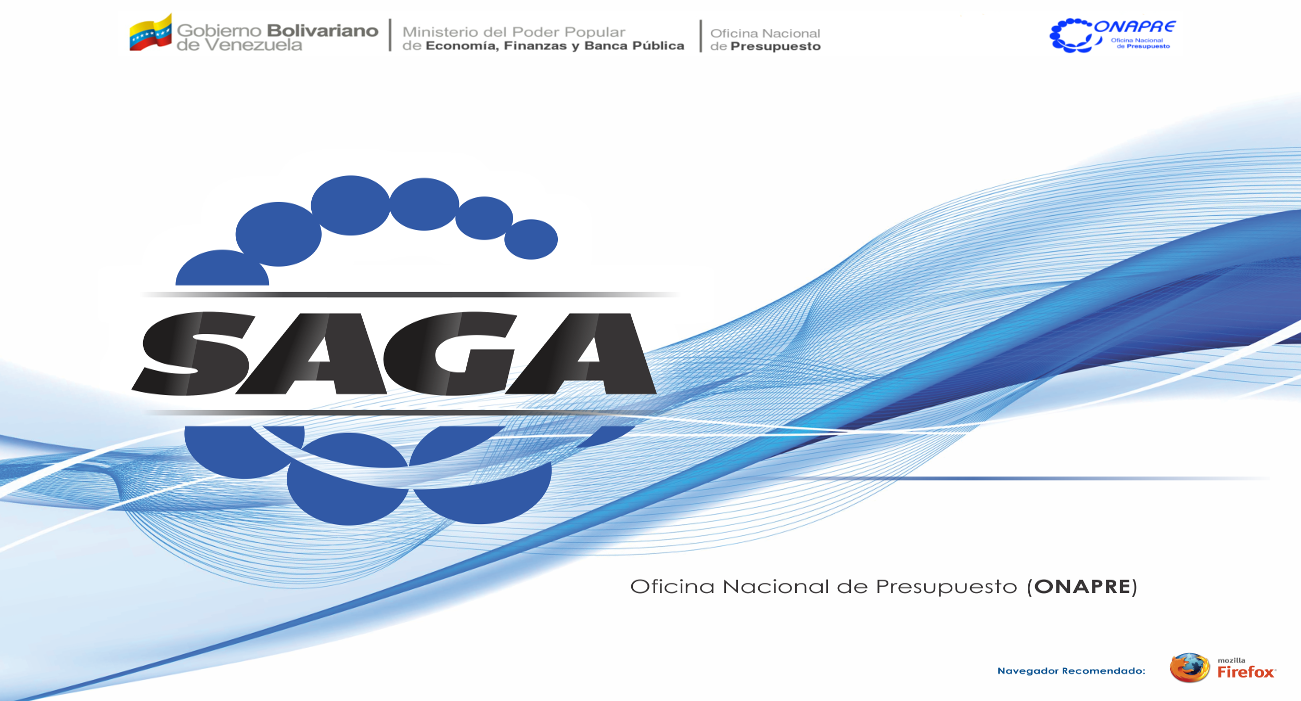 Gobierno Bolivariano
de Venezuela
Ministerio del Poder Popular
de Economía, Finanzas y Banca Pública
Oficina Nacional
de Presupuesto
ONAPRE
Oficina Nacional
de Presupuesto
SAGA
Oficina Nacional de Presupuesto (ONAPRE)
Navegador Recomendado:
mozilla
Firefox